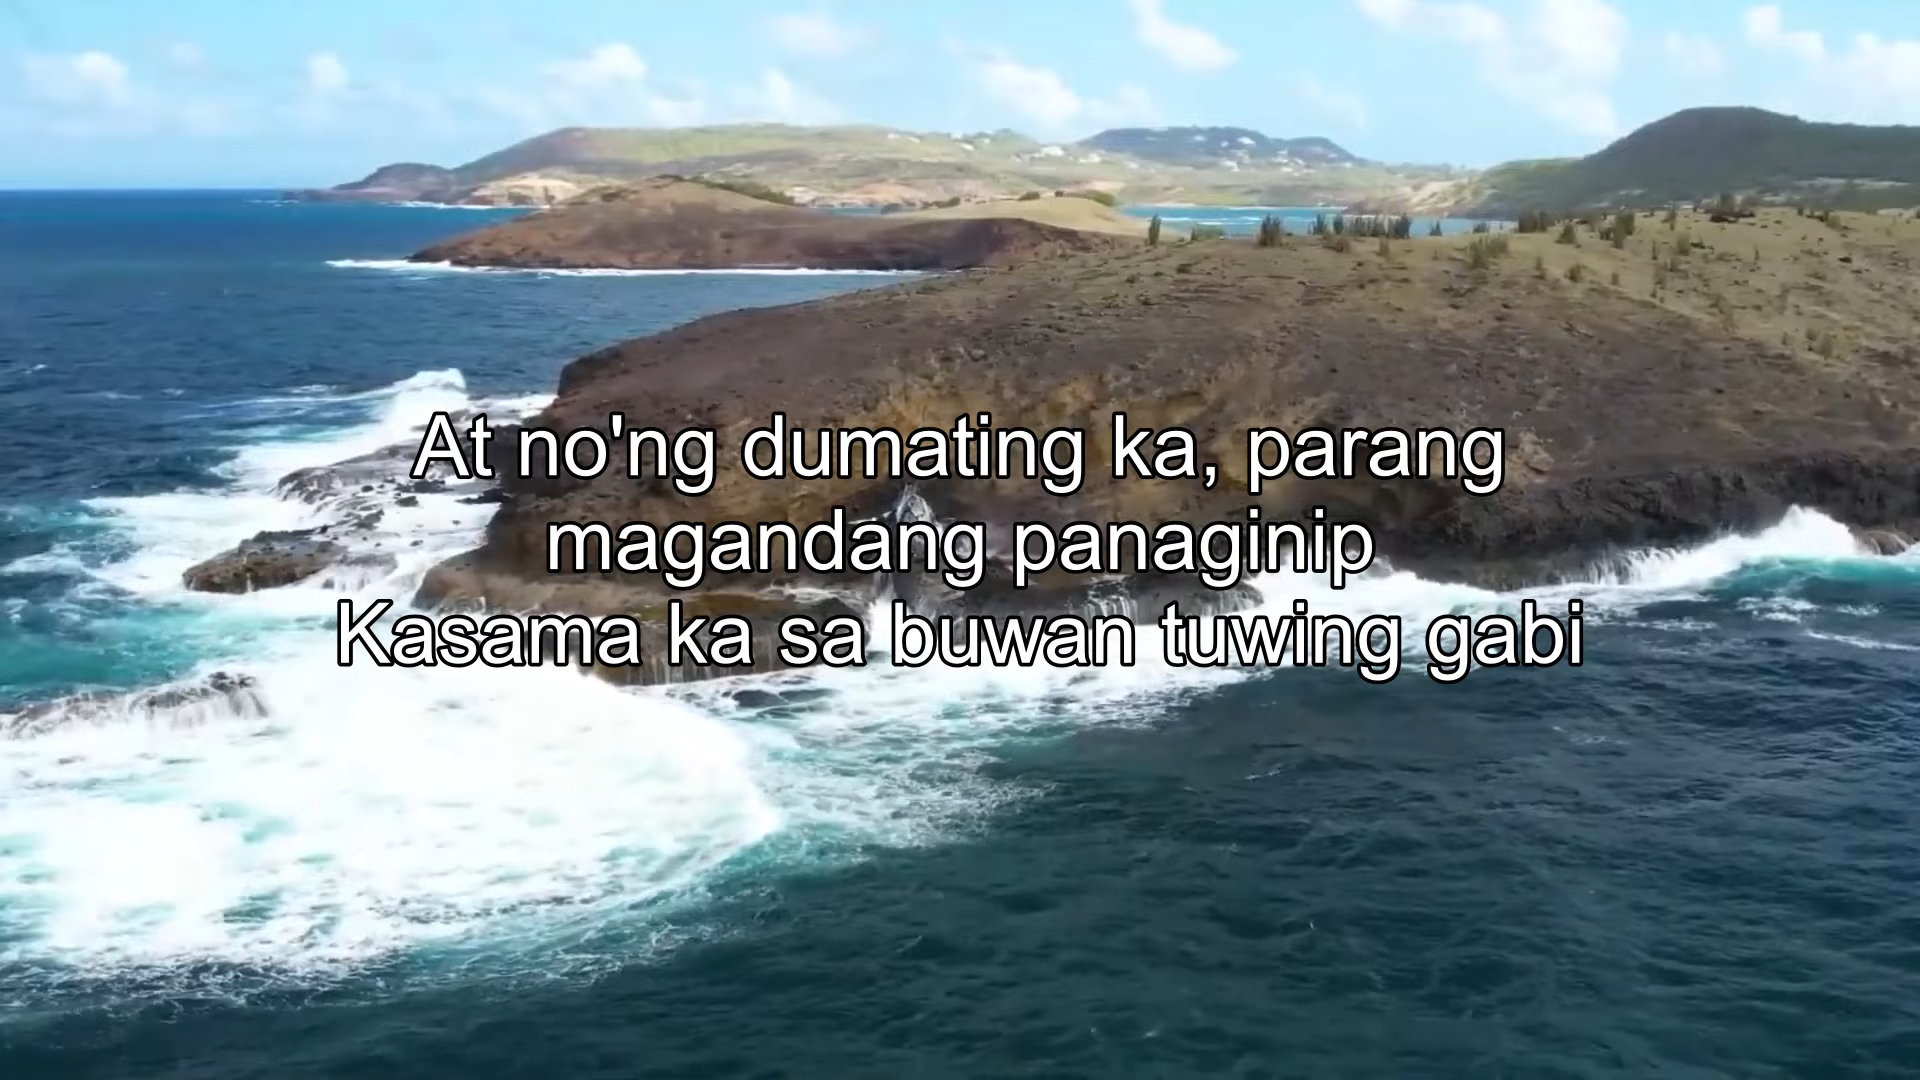 At no'ng dumating ka, parang
magandang panaginip
Kasama ka sa buwan tuwing gabi